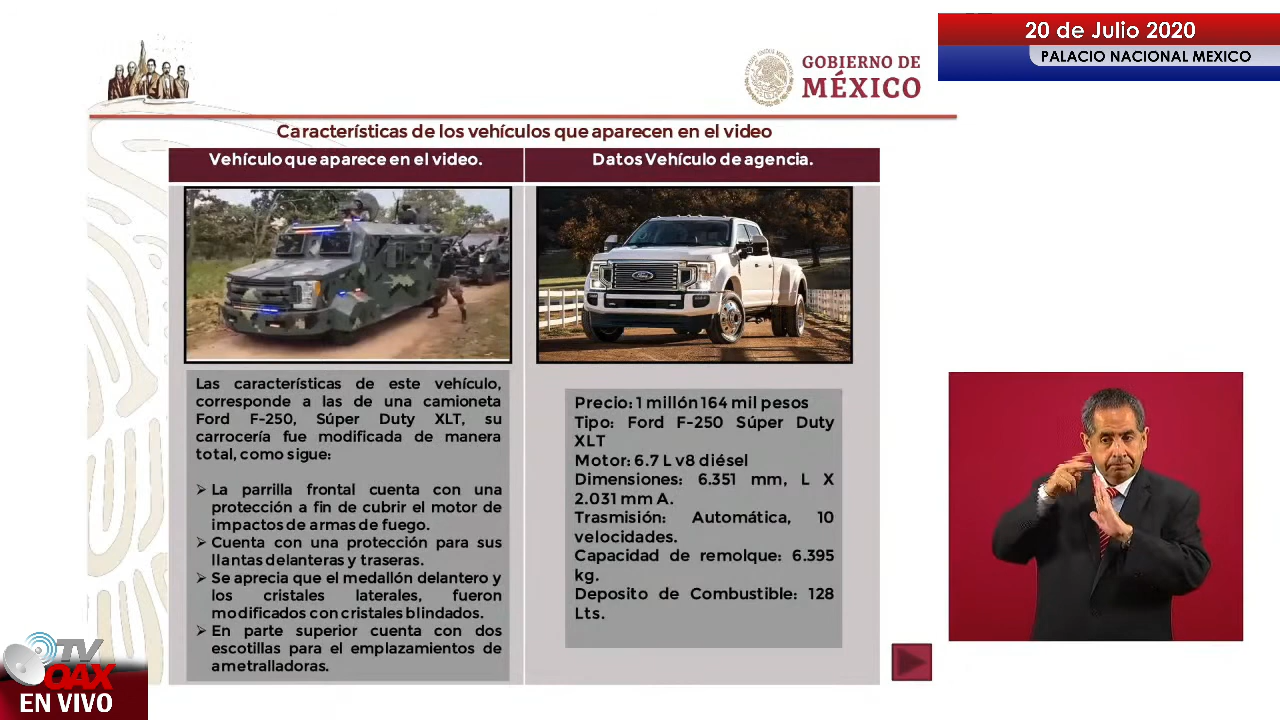 20 de Julio 2020
PALACIO NACIONAL MEXICO
GOBIERNO DE
MÉXICO
Características de los vehículos que aparecen en el video
Vehículo que aparece en el video.
Datos Vehículo de agencia.
Las características de este vehículo,
corresponde a las de una camioneta
Ford F-250, Súper Duty XLT, su
carrocería fue modificada de manera
total, como sigue:
➢ La parrilla frontal cuenta con una
protección a fin de cubrir el motor de
impactos de armas de fuego.
➢ Cuenta con una protección para sus
llantas delanteras y traseras.
➢ Se aprecia que el medallón delantero y
los cristales laterales, fueron
modificados con cristales blindados.
➢ En parte superior cuenta con dos
escotillas para el emplazamientos de
ametralladoras.
Precio: 1 millón 164 mil pesos
Tipo: Ford F-250 Súper Duty
XLT
Motor: 6.7 L v8 diésel
Dimensiones: 6.351 mm, L X
2.031 mm A.
Trasmisión: Automática, 10
velocidades.
Capacidad de remolque: 6.395
kg.
Deposito de Combustible: 128
Lts.
TV
OAX
EN VIVO